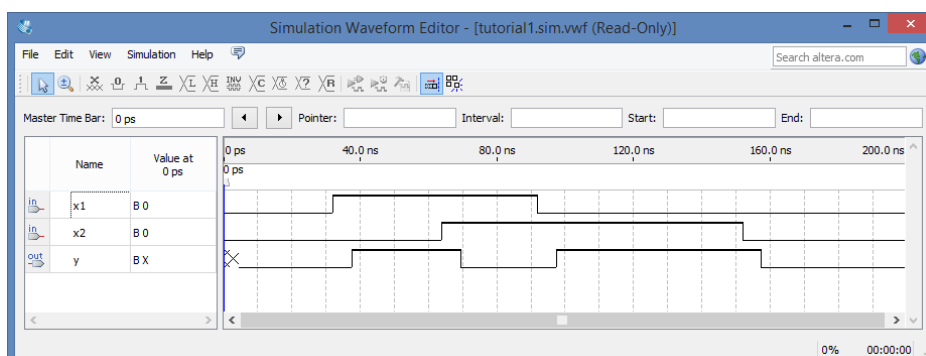 Simulation Waveform Editor - [tutorial1.sim.vwf (Read-Only)]
File Edit View Simulation Help
Search altera.com
Master Time Bar: 0 ps Pointer: Interval: Start: End:
Name Value at 0 ps
0 ps 40.0 ns 80.0 ns 120.0 ns 160.0 ns 200.0 ns
0 ps
in x1 B 0
in x2 B 0
out y B X
0% 00:00:00